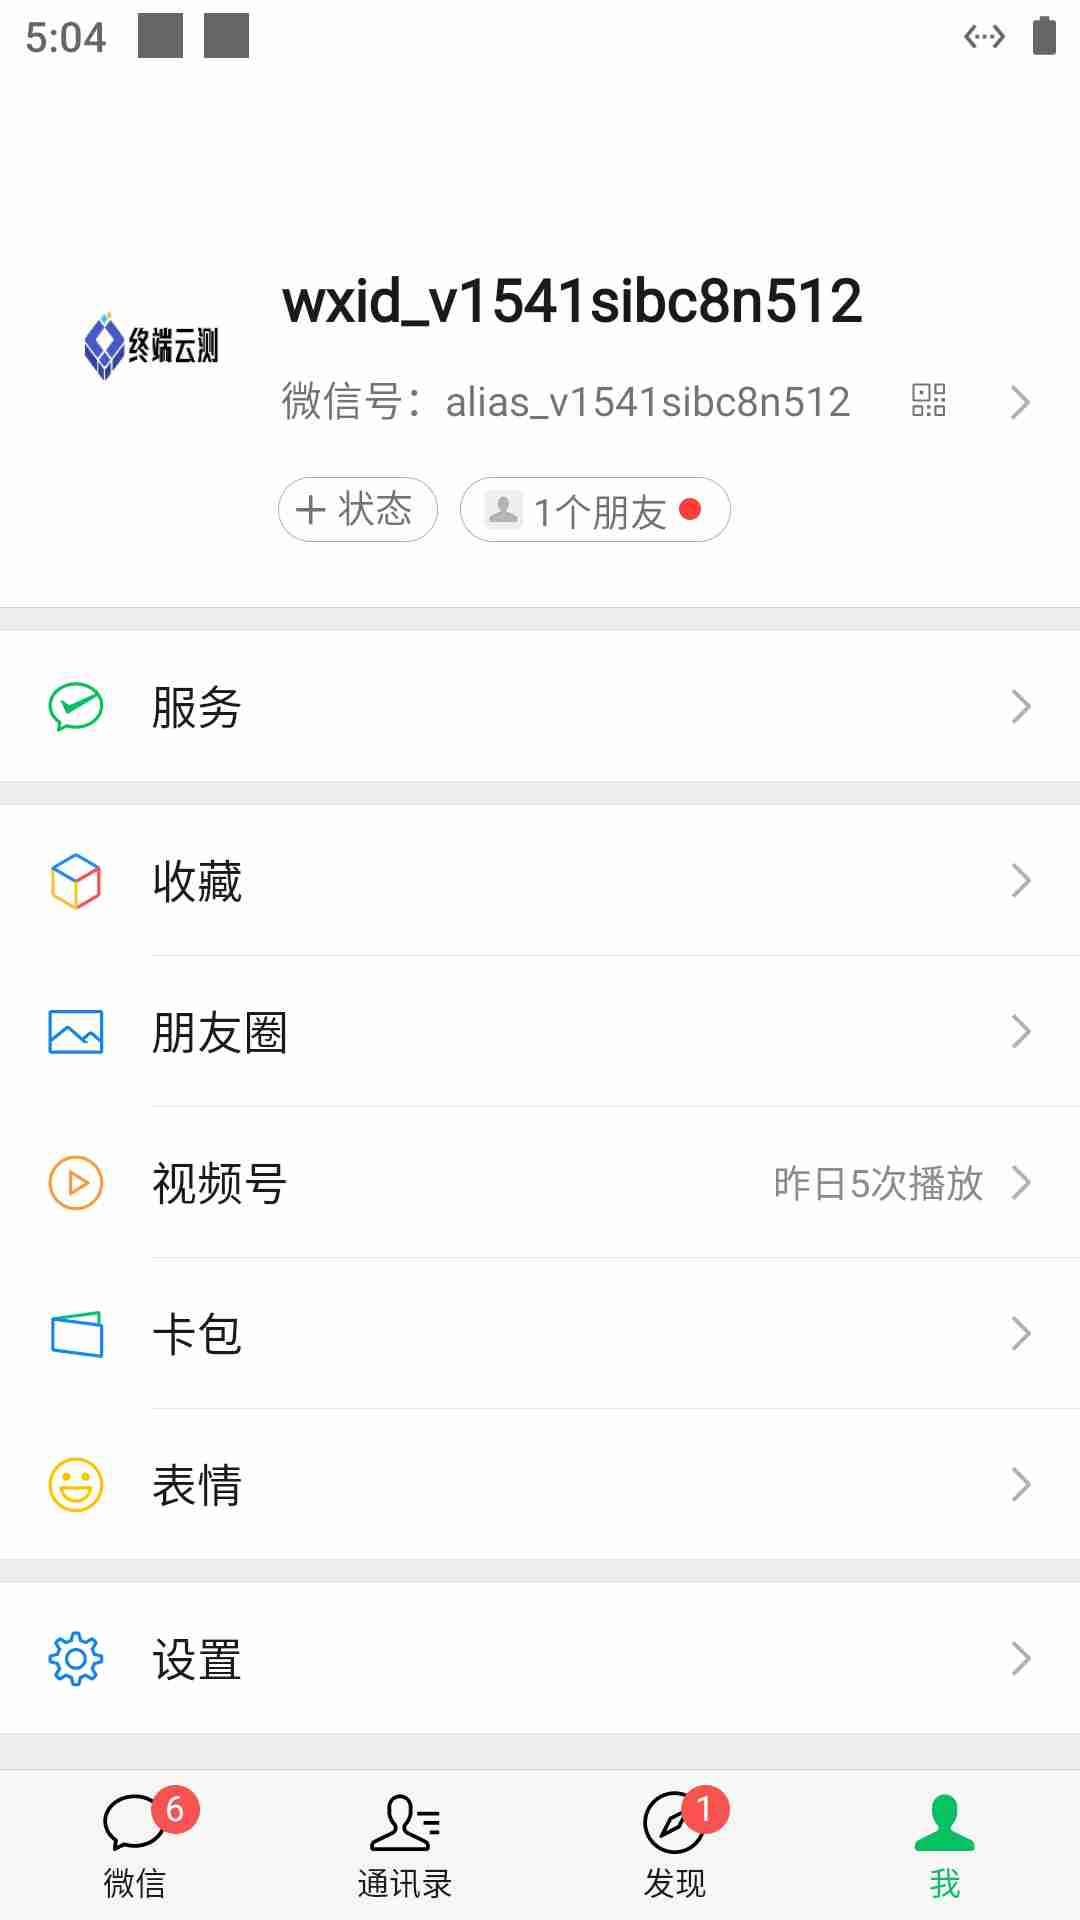 5:04
wxid_v1541sibc8n512
终端云测
微信号：alias_v1541sibc8n512
状态
1个朋友
服务
收藏
朋友圈
视频号 昨日5次播放
卡包
表情
设置
6 1
微信 通讯录 发现 我